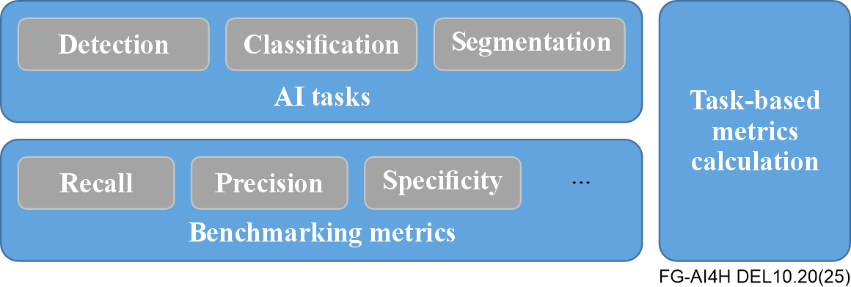 Detection
Classification
Segmentation
AI tasks
Recall
Precision
Specificity
...
Benchmarking metrics
Task-based
metrics
calculation
FG-AI4H DEL10.20(25)